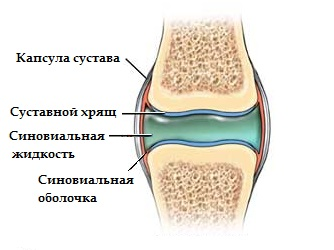 Капсула сустава
Суставной хрящ
Синовиальная
жидкость
Синовиальная
оболочка